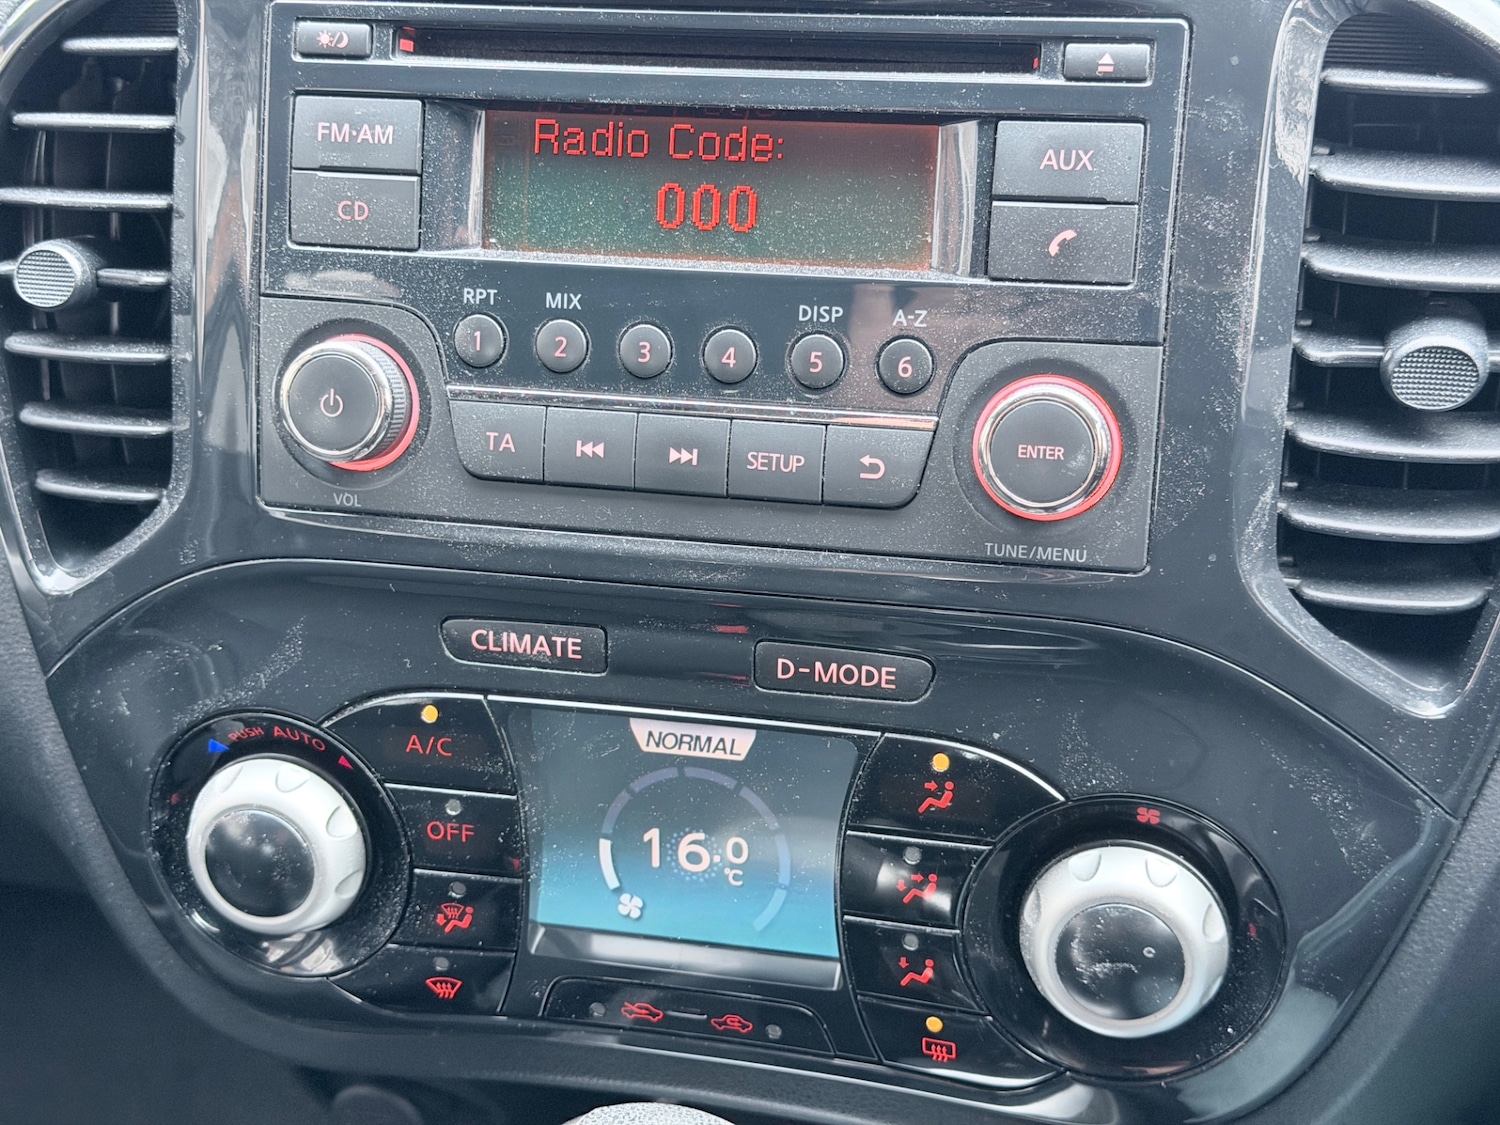 FM·AM
CD
Radio Code:
000
AUX
RPT
MIX
DISP
A-Z
1
2
3
4
5
6
TA
SETUP
ENTER
VOL
TUNE/MENU
CLIMATE
D-MODE
PUSH AUTO
A/C
OFF
NORMAL
16.0
°C